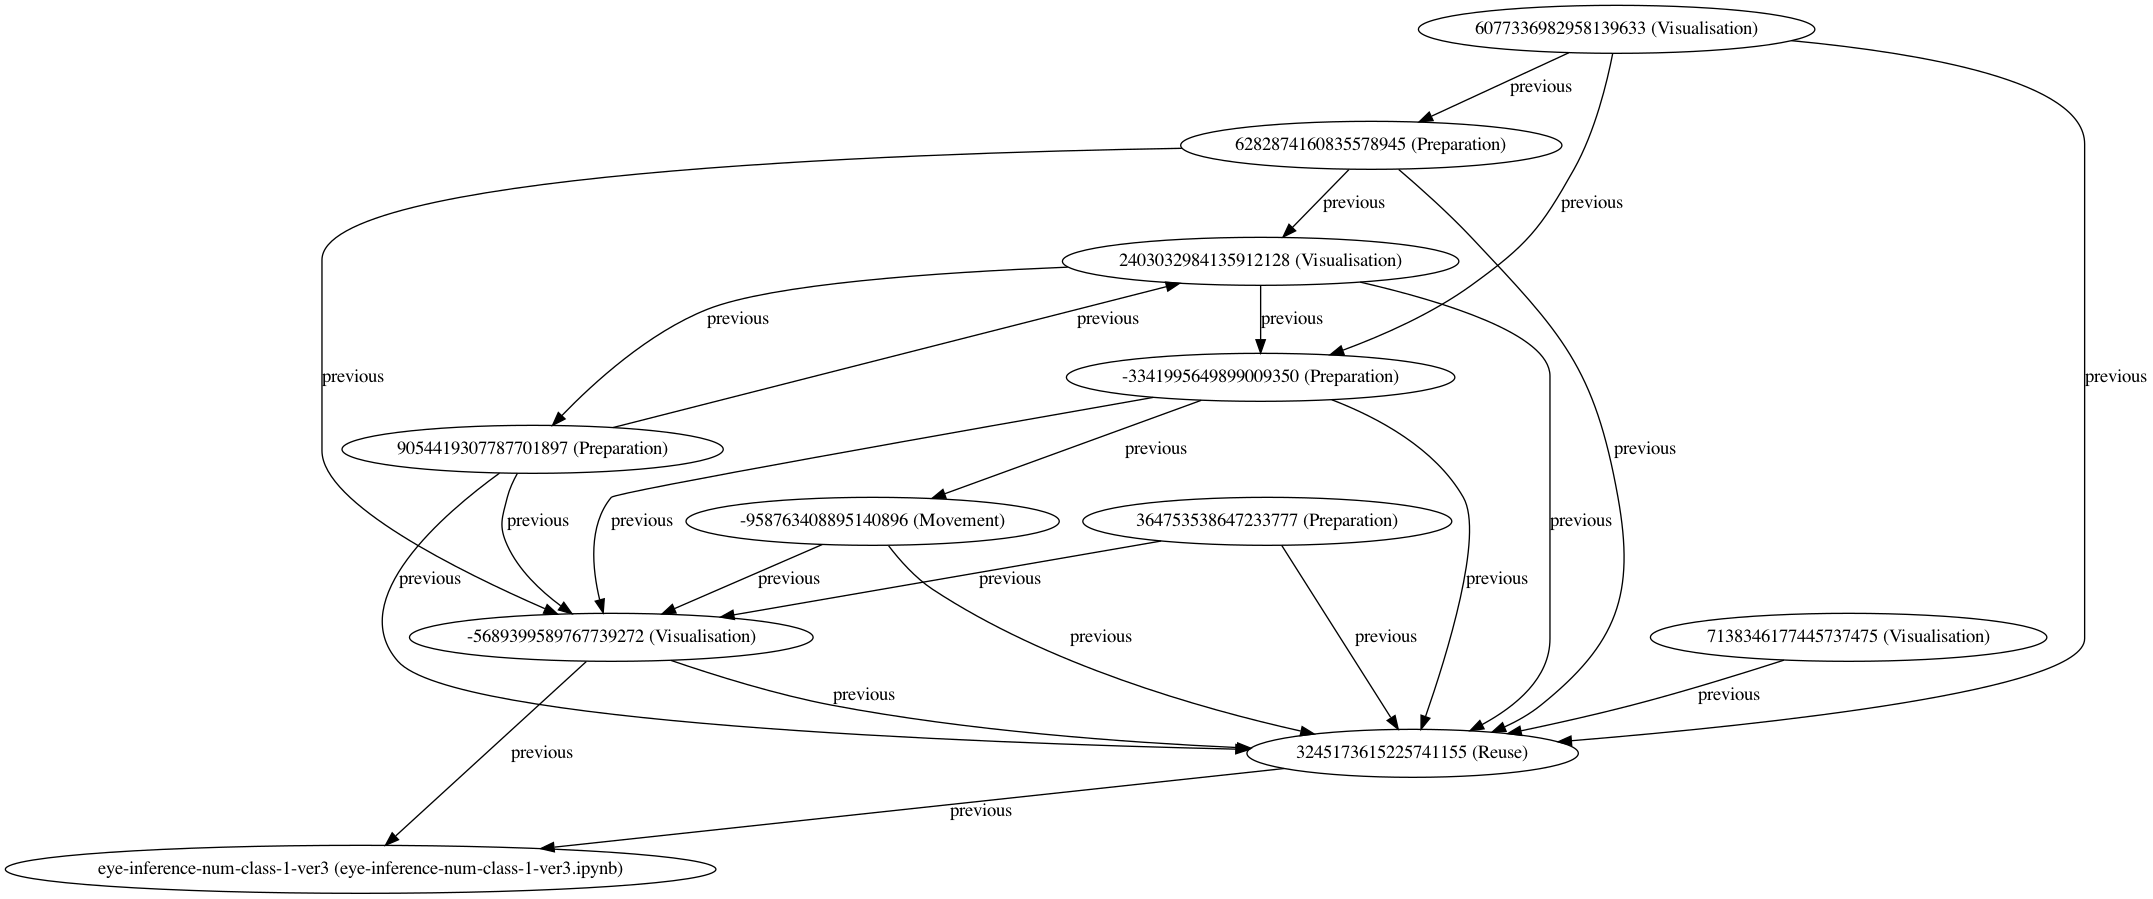 6077336982958139633 (Visualisation)
previous
6282874160835578945 (Preparation)
previous
previous
2403032984135912128 (Visualisation)
previous
previous
previous
previous
previous
-3341995649899009350 (Preparation)
9054419307787701897 (Preparation)
previous
previous
previous
previous
-958763408895140896 (Movement)
364753538647233777 (Preparation)
previous
previous
previous
previous
previous
-5689399589767739272 (Visualisation)
previous
previous
7138346177445737475 (Visualisation)
previous
previous
previous
3245173615225741155 (Reuse)
previous
eye-inference-num-class-1-ver3 (eye-inference-num-class-1-ver3.ipynb)